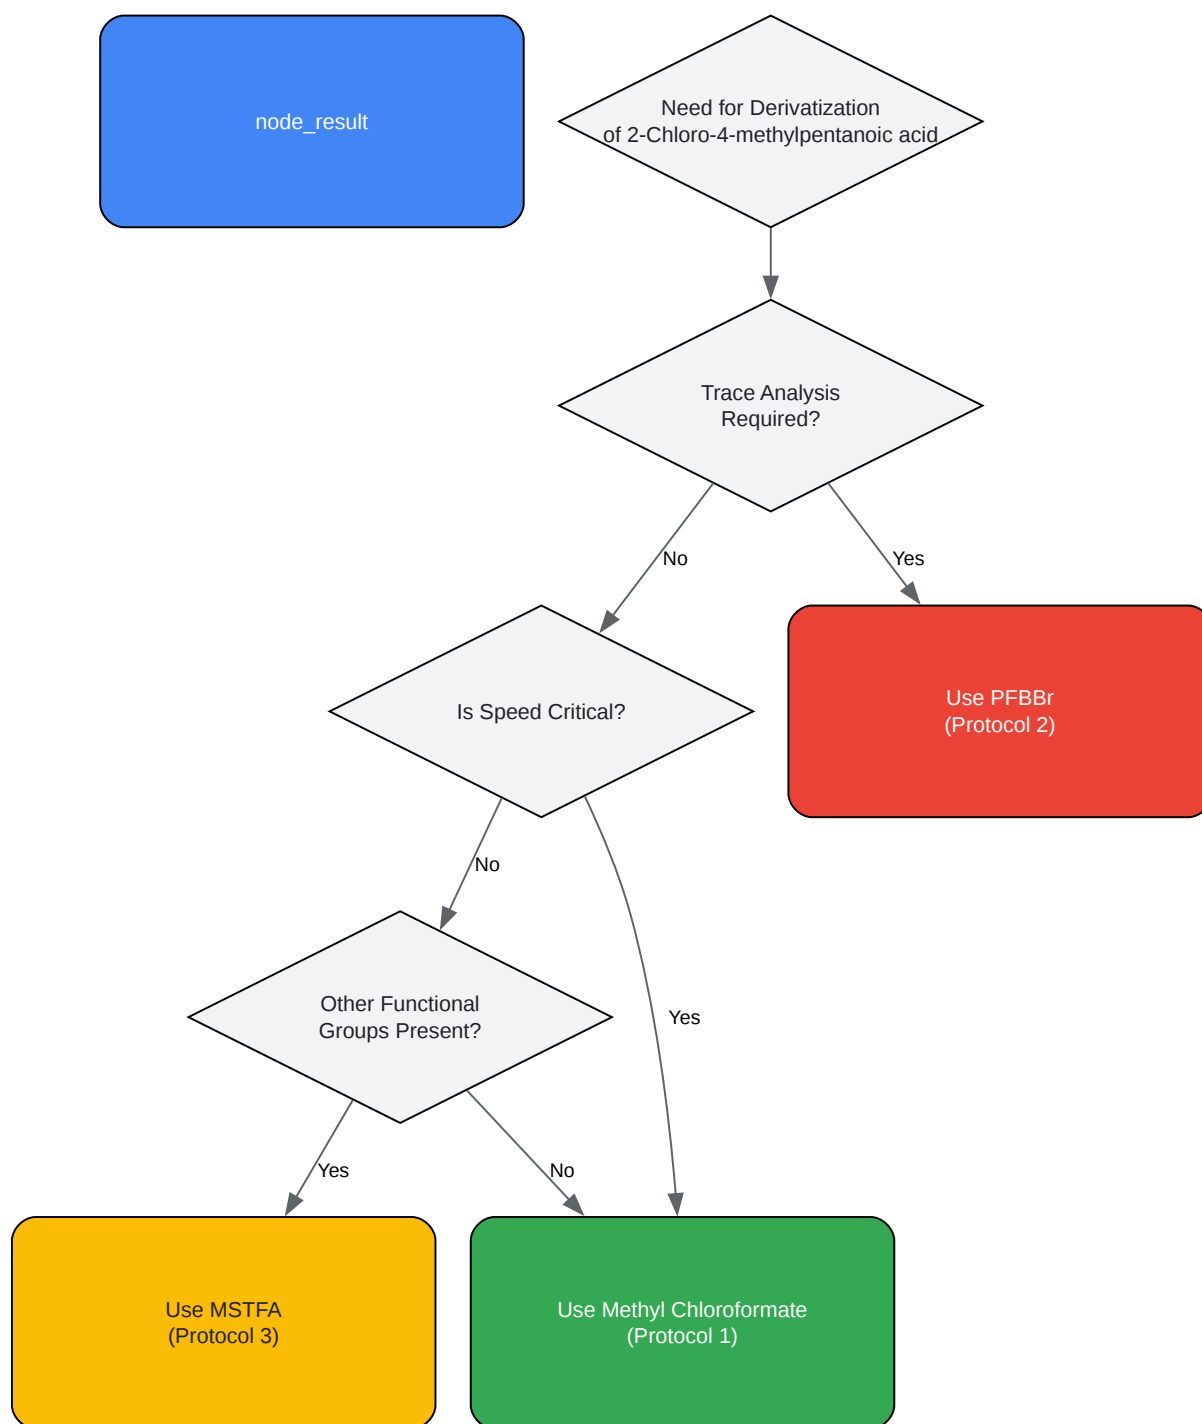 node_result
Need for Derivatization
of 2-Chloro-4-methylpentanoic acid
Trace Analysis
Required?
No
Yes
Is Speed Critical?
Use PFBBr
(Protocol 2)
No
Other Functional
Groups Present?
Yes
Yes
No
Use MSTFA
(Protocol 3)
Use Methyl Chloroformate
(Protocol 1)